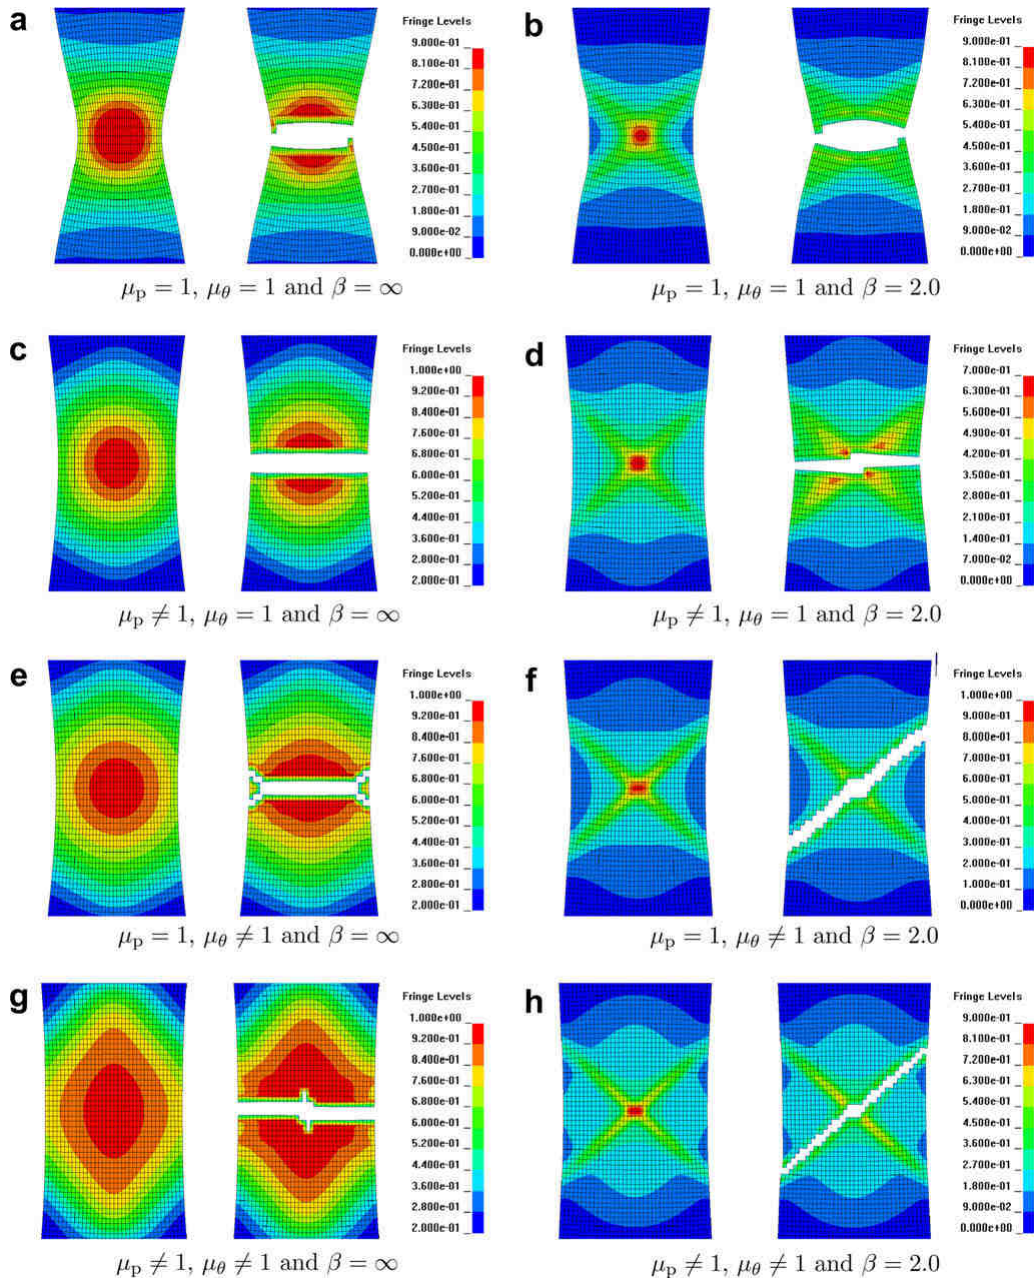 a
Fringe Levels
9.000e-01
8.100e-01
7.200e-01
6.300e-01
5.400e-01
4.500e-01
3.600e-01
2.700e-01
1.800e-01
9.000e-02
0.000e+00
μp = 1, μθ = 1 and β = ∞
b
Fringe Levels
9.000e-01
8.100e-01
7.200e-01
6.300e-01
5.400e-01
4.500e-01
3.600e-01
2.700e-01
1.800e-01
9.000e-02
0.000e+00
μp = 1, μθ = 1 and β = 2.0
c
Fringe Levels
1.000e+00
9.200e-01
8.400e-01
7.600e-01
6.800e-01
6.000e-01
5.200e-01
4.400e-01
3.600e-01
2.800e-01
2.000e-01
μp ≠ 1, μθ = 1 and β = ∞
d
Fringe Levels
7.000e-01
6.300e-01
5.600e-01
4.900e-01
4.200e-01
3.500e-01
2.800e-01
2.100e-01
1.400e-01
7.000e-02
0.000e+00
μp ≠ 1, μθ = 1 and β = 2.0
e
Fringe Levels
1.000e+00
9.200e-01
8.400e-01
7.600e-01
6.800e-01
6.000e-01
5.200e-01
4.400e-01
3.600e-01
2.800e-01
2.000e-01
μp = 1, μθ ≠ 1 and β = ∞
f
Fringe Levels
1.000e+00
9.000e-01
8.000e-01
7.000e-01
6.000e-01
5.000e-01
4.000e-01
3.000e-01
2.000e-01
1.000e-01
0.000e+00
μp = 1, μθ ≠ 1 and β = 2.0
g
Fringe Levels
1.000e+00
9.200e-01
8.400e-01
7.600e-01
6.800e-01
6.000e-01
5.200e-01
4.400e-01
3.600e-01
2.800e-01
2.000e-01
μp ≠ 1, μθ ≠ 1 and β = ∞
h
Fringe Levels
9.000e-01
8.100e-01
7.200e-01
6.300e-01
5.400e-01
4.500e-01
3.600e-01
2.700e-01
1.800e-01
9.000e-02
0.000e+00
μp ≠ 1, μθ ≠ 1 and β = 2.0